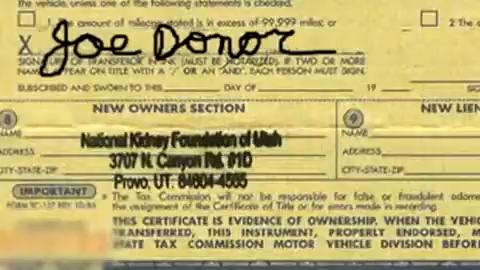 the vehicle, unless one of the following statements is checked.
1 The amount of mileage stated is in excess of 99,999 miles; or
2 The a
X Joe Donor
SIGNATURE OF TRANSFEROR IN INK (MUST BE NOTARIZED). IF TWO OR MORE
NAMES APPEAR ON TITLE WITH A "/" OR AN "AND", EACH PERSON MUST SIGN.
SUBSCRIBED AND SWORN TO THIS DAY OF 19
8 NEW OWNERS SECTION
9 NEW LIEN
NAME National Kidney Foundation of Utah
NAME
ADDRESS 3707 N. Canyon Rd. #1D
ADDRESS
CITY-STATE-ZIP Provo, UT. 84604-4585
CITY-STATE-ZIP
IMPORTANT
The Tax Commission will not be responsible for false or fraudulent odome
the assignment of the Certificate of Title or for errors made in recording.
THIS CERTIFICATE IS EVIDENCE OF OWNERSHIP. WHEN THE VEHIC
TRANSFERRED, THIS INSTRUMENT, PROPERLY ENDORSED, M
TATE TAX COMMISSION MOTOR VEHICLE DIVISION BEFORE